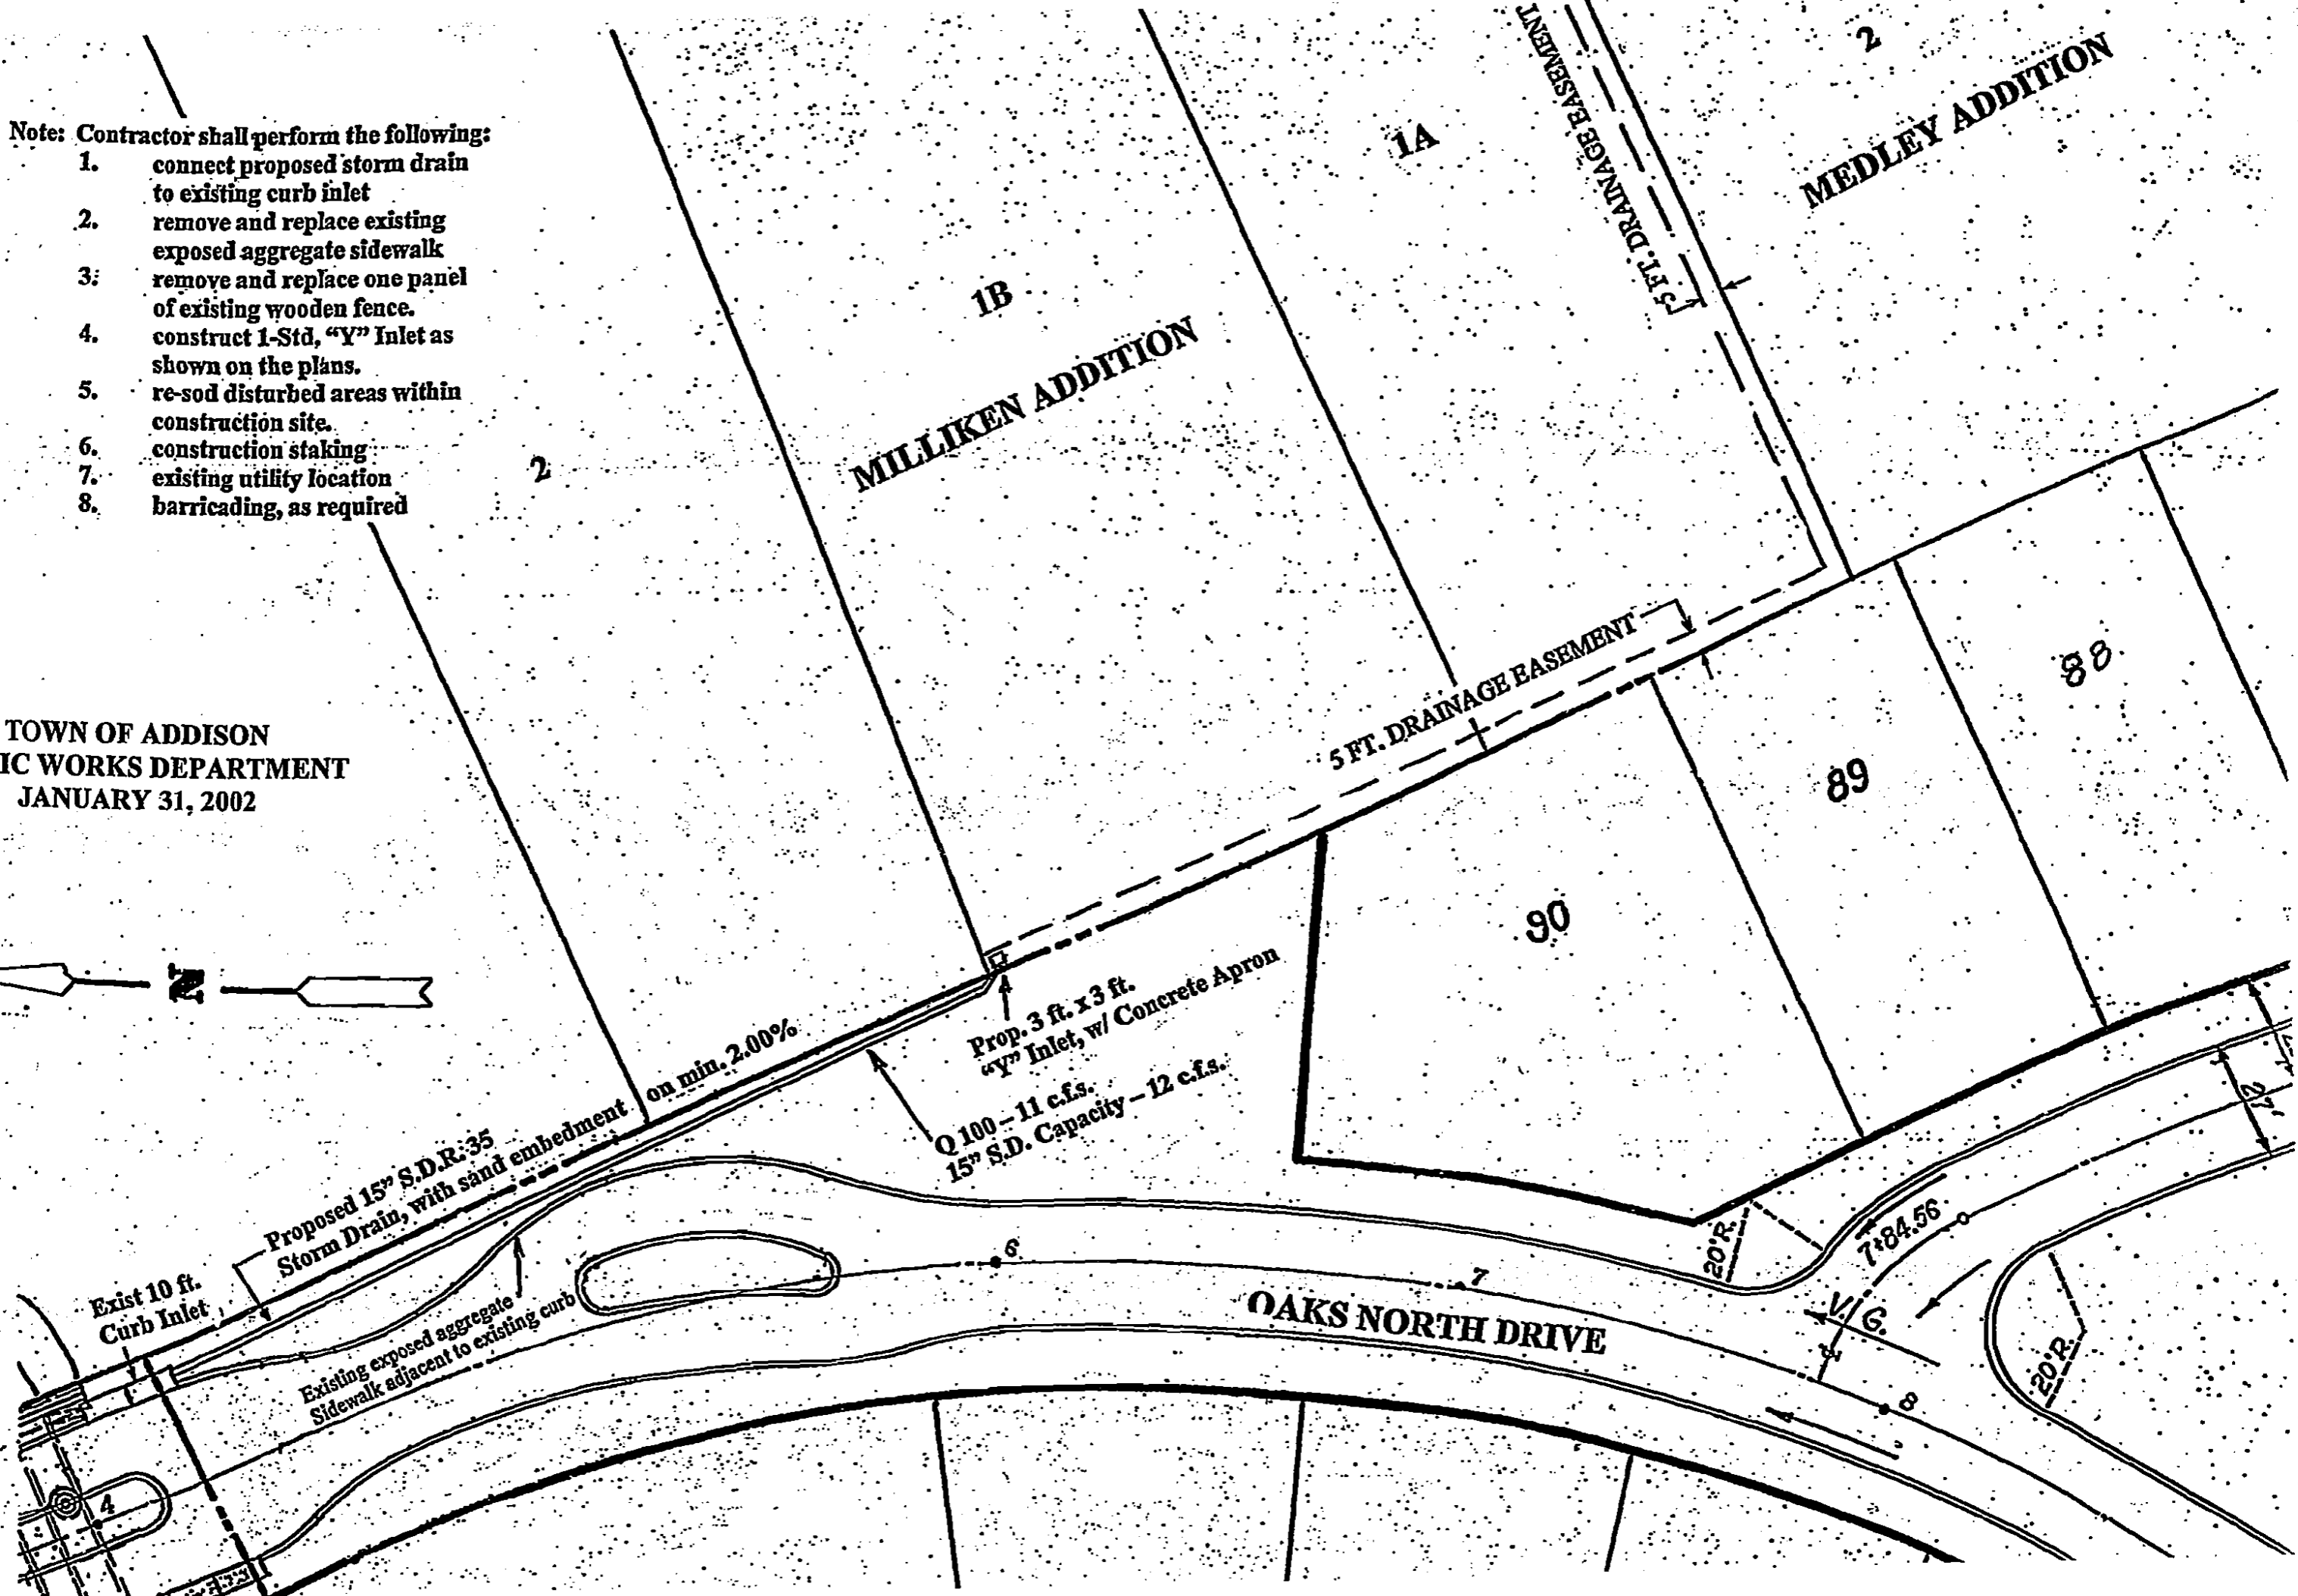 Note: Contractor shall perform the following:
1. connect proposed storm drain
to existing curb inlet
2. remove and replace existing
exposed aggregate sidewalk
3. remove and replace one panel
of existing wooden fence.
4. construct 1-Std, “Y” Inlet as
shown on the plans.
5. re-sod disturbed areas within
construction site.
6. construction staking
7. existing utility location
8. barricading, as required
TOWN OF ADDISON
IC WORKS DEPARTMENT
JANUARY 31, 2002
N
2
1B
MILLIKEN ADDITION
1A
5 FT. DRAINAGE EASEMENT
2
MEDLEY ADDITION
5 FT. DRAINAGE EASEMENT
88
89
90
Prop. 3 ft. x 3 ft.
“Y” Inlet, w/ Concrete Apron
Q 100 – 11 c.f.s.
15” S.D. Capacity – 12 c.f.s.
Proposed 15” S.D.R. 35
Storm Drain, with sand embedment on min. 2.00%
Exist 10 ft.
Curb Inlet
Existing exposed aggregate
Sidewalk adjacent to existing curb
4
6
7
8
OAKS NORTH DRIVE
20'R.
7+84.56
V.G.
20'R.
27'